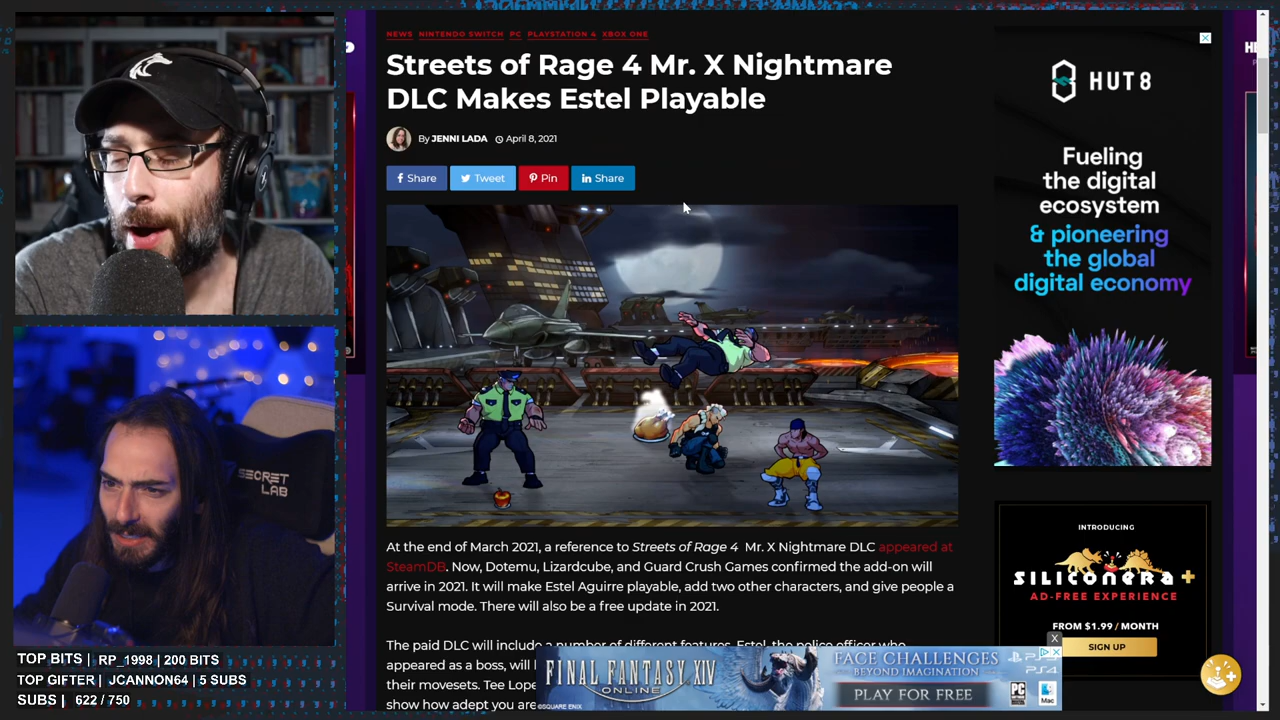 NEWS NINTENDO SWITCH PC PLAYSTATION 4 XBOX ONE
Streets of Rage 4 Mr. X Nightmare
DLC Makes Estel Playable
By JENNI LADA April 8, 2021
Share Tweet Pin Share
At the end of March 2021, a reference to Streets of Rage 4 Mr. X Nightmare DLC appeared at
SteamDB. Now, Dotemu, Lizardcube, and Guard Crush Games confirmed the add-on will
arrive in 2021. It will make Estel Aguirre playable, add two other characters, and give people a
Survival mode. There will also be a free update in 2021.
The paid DLC will include a number of different features. Estel, the police officer who
appeared as a boss, will
their movesets. Tee Lope
show how adept you are
HUT8
Fueling
the digital
ecosystem
& pioneering
the global
digital economy
INTRODUCING
SILICONERA+
AD-FREE EXPERIENCE
FROM $1.99 / MONTH
SIGN UP
FINAL FANTASY XIV
ONLINE
©SQUARE ENIX
FACE CHALLENGES
BEYOND IMAGINATION
PLAY FOR FREE
PS5
PS4
PC
DVD
Mac
SECRET
LAB
TOP BITS | RP_1998 | 200 BITS
TOP GIFTER | JCANNON64 | 5 SUBS
SUBS | 622 / 750